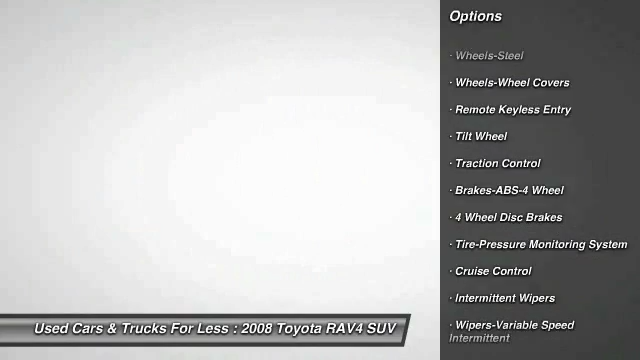 Options
· Wheels-Steel
· Wheels-Wheel Covers
· Remote Keyless Entry
· Tilt Wheel
· Traction Control
· Brakes-ABS-4 Wheel
· 4 Wheel Disc Brakes
· Tire-Pressure Monitoring System
· Cruise Control
· Intermittent Wipers
· Wipers-Variable Speed
Intermittent
Used Cars & Trucks For Less : 2008 Toyota RAV4 SUV